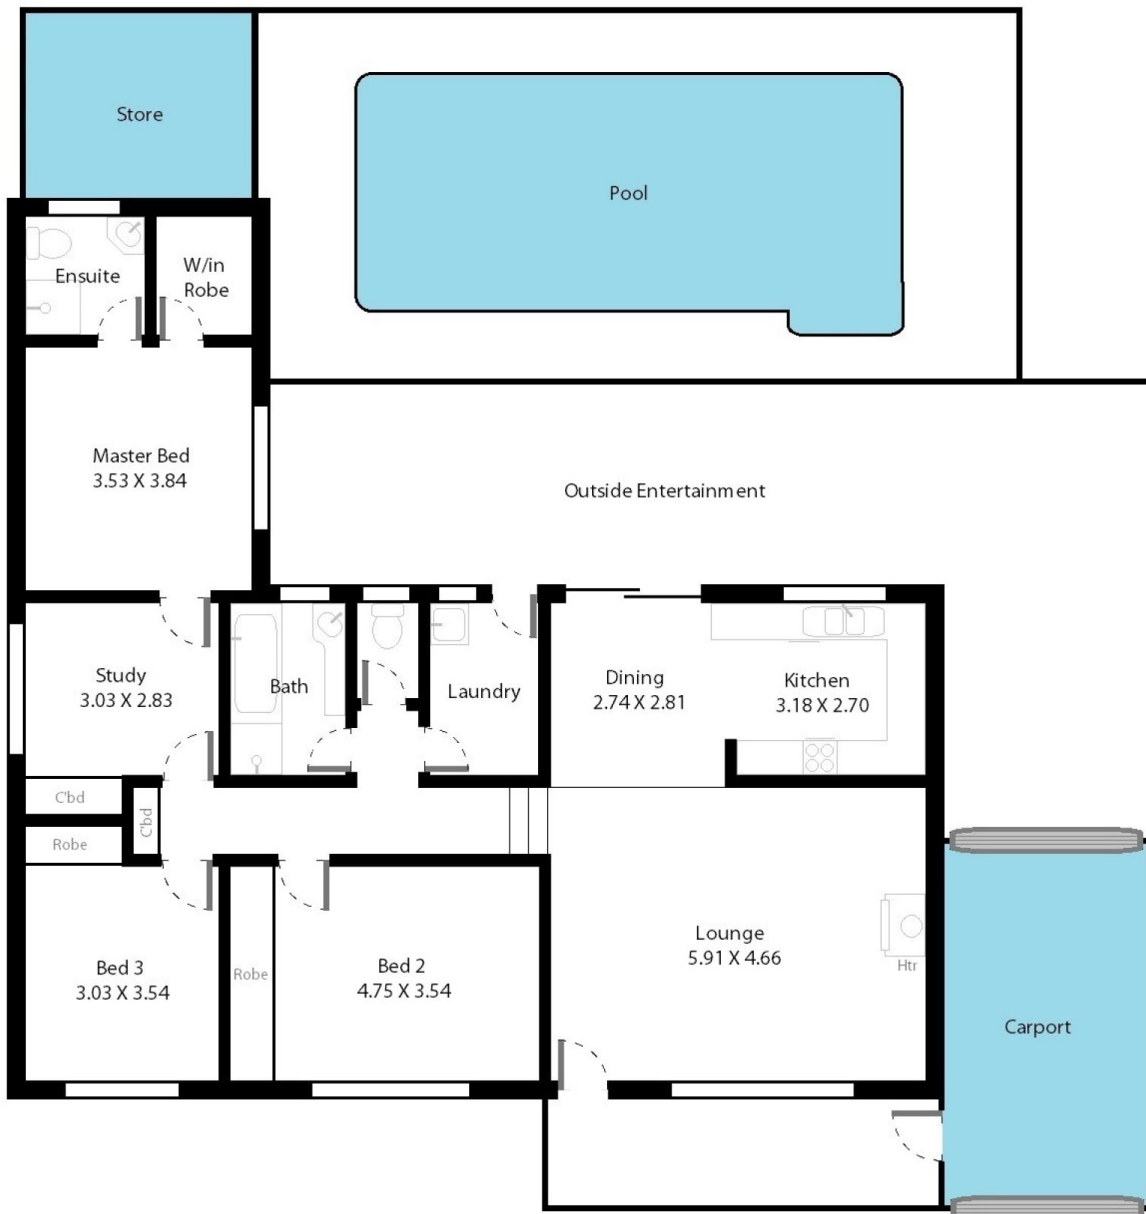 Store
Pool
Ensuite
W/in
Robe
Master Bed
3.53 X 3.84
Outside Entertainment
Study
3.03 X 2.83
Bath
Laundry
Dining
2.74 X 2.81
Kitchen
3.18 X 2.70
C'bd
C'bd
Robe
Bed 3
3.03 X 3.54
Robe
Bed 2
4.75 X 3.54
Lounge
5.91 X 4.66
Htr
Carport